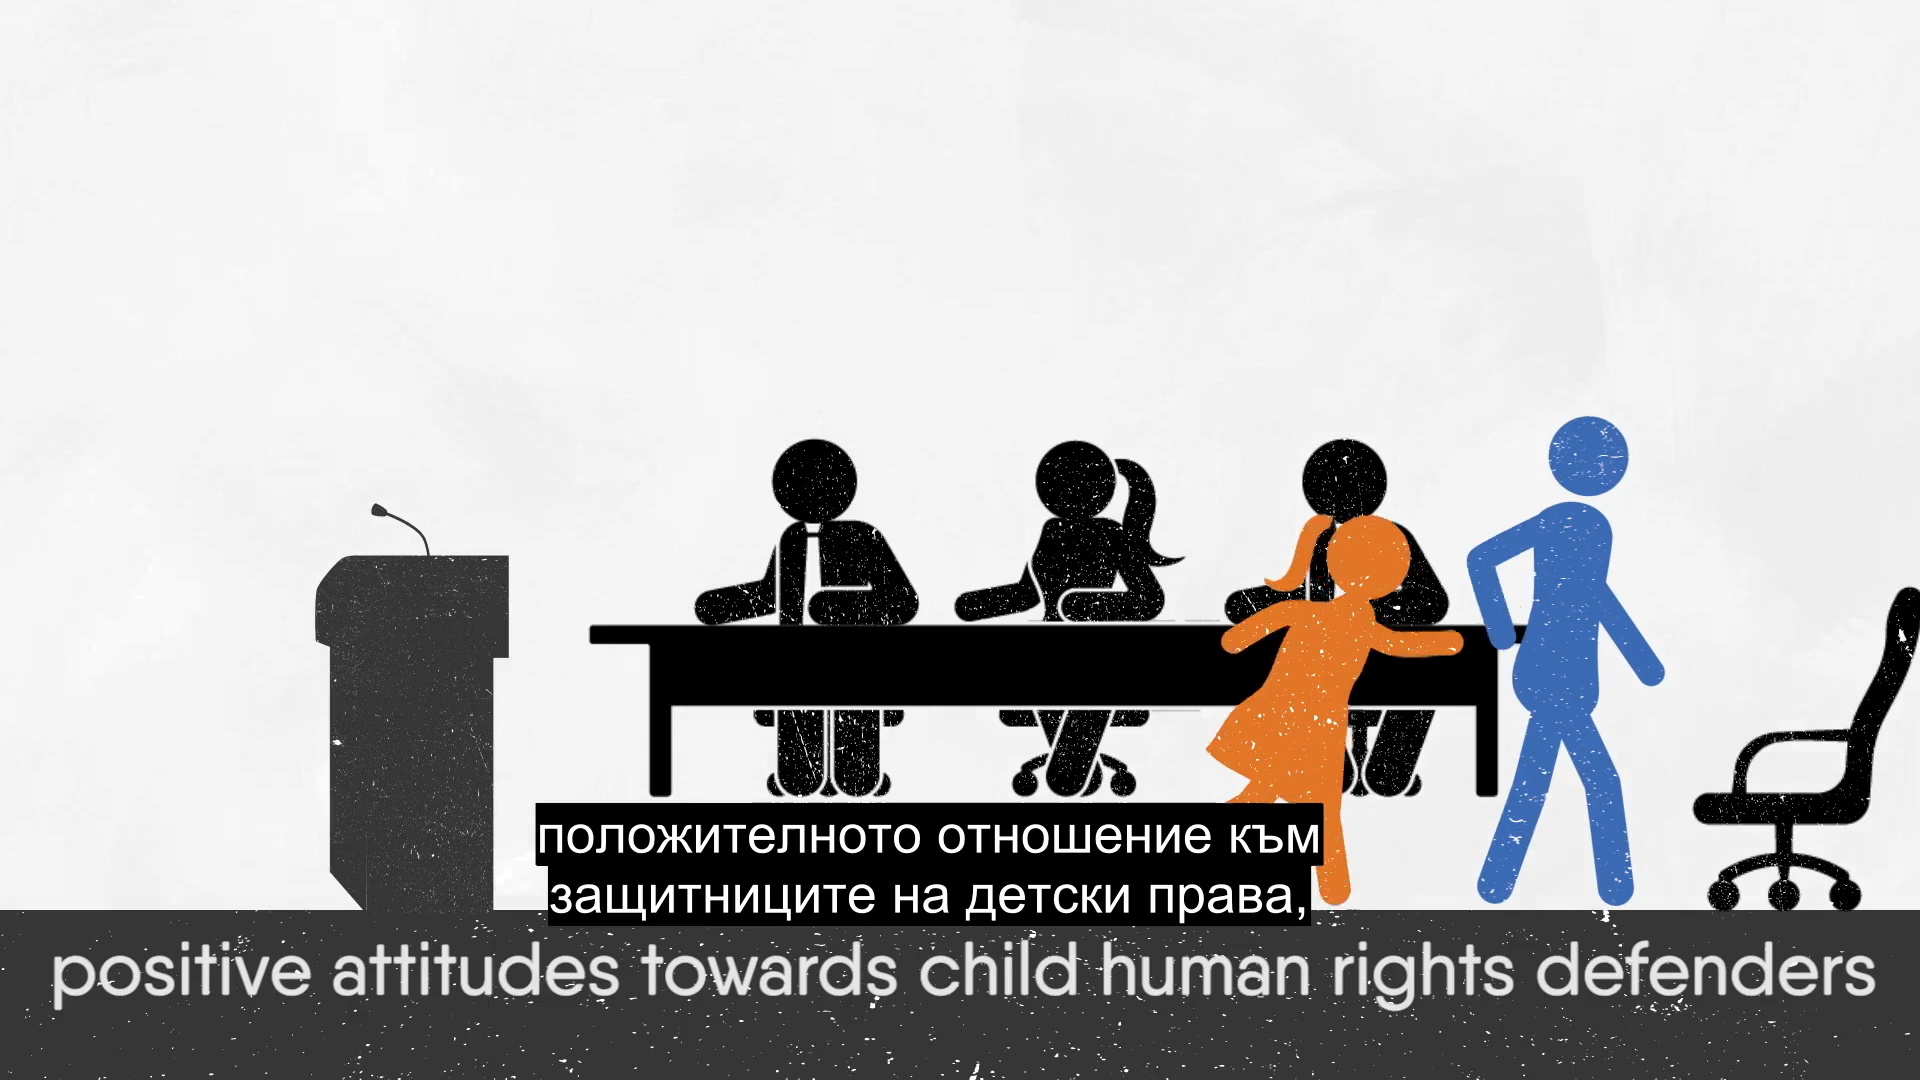 положителното отношение към
защитниците на детски права,
positive attitudes towards child human rights defenders